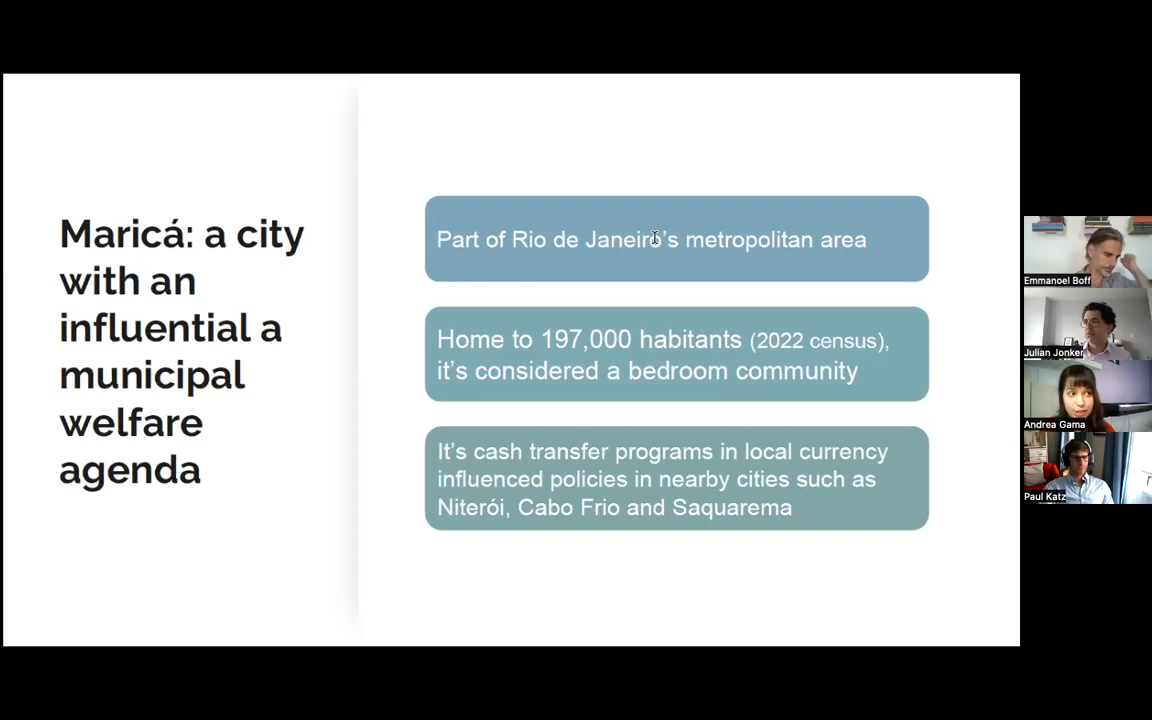 Maricá: a city
with an
influential a
municipal
welfare
agenda
Part of Rio de Janeiro's metropolitan area
Home to 197,000 habitants (2022 census),
it's considered a bedroom community
It's cash transfer programs in local currency
influenced policies in nearby cities such as
Niterói, Cabo Frio and Saquarema
Emmanoel Boff
Julian Jonker
Andrea Gama
Paul Katz